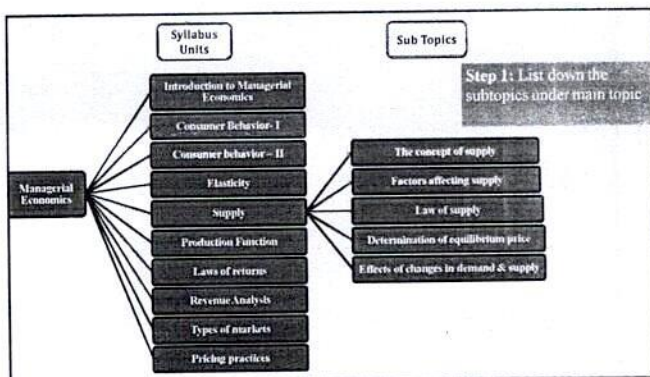 Syllabus
Units
Sub Topics
Step 1: List down the
subtopics under main topic
Managerial
Economics
Introduction to Managerial
Economics
Consumer Behavior- I
Consumer behavior – II
Elasticity
Supply
Production Function
Laws of returns
Revenue Analysis
Types of markets
Pricing practices
The concept of supply
Factors affecting supply
Law of supply
Determination of equilibrium price
Effects of changes in demand & supply